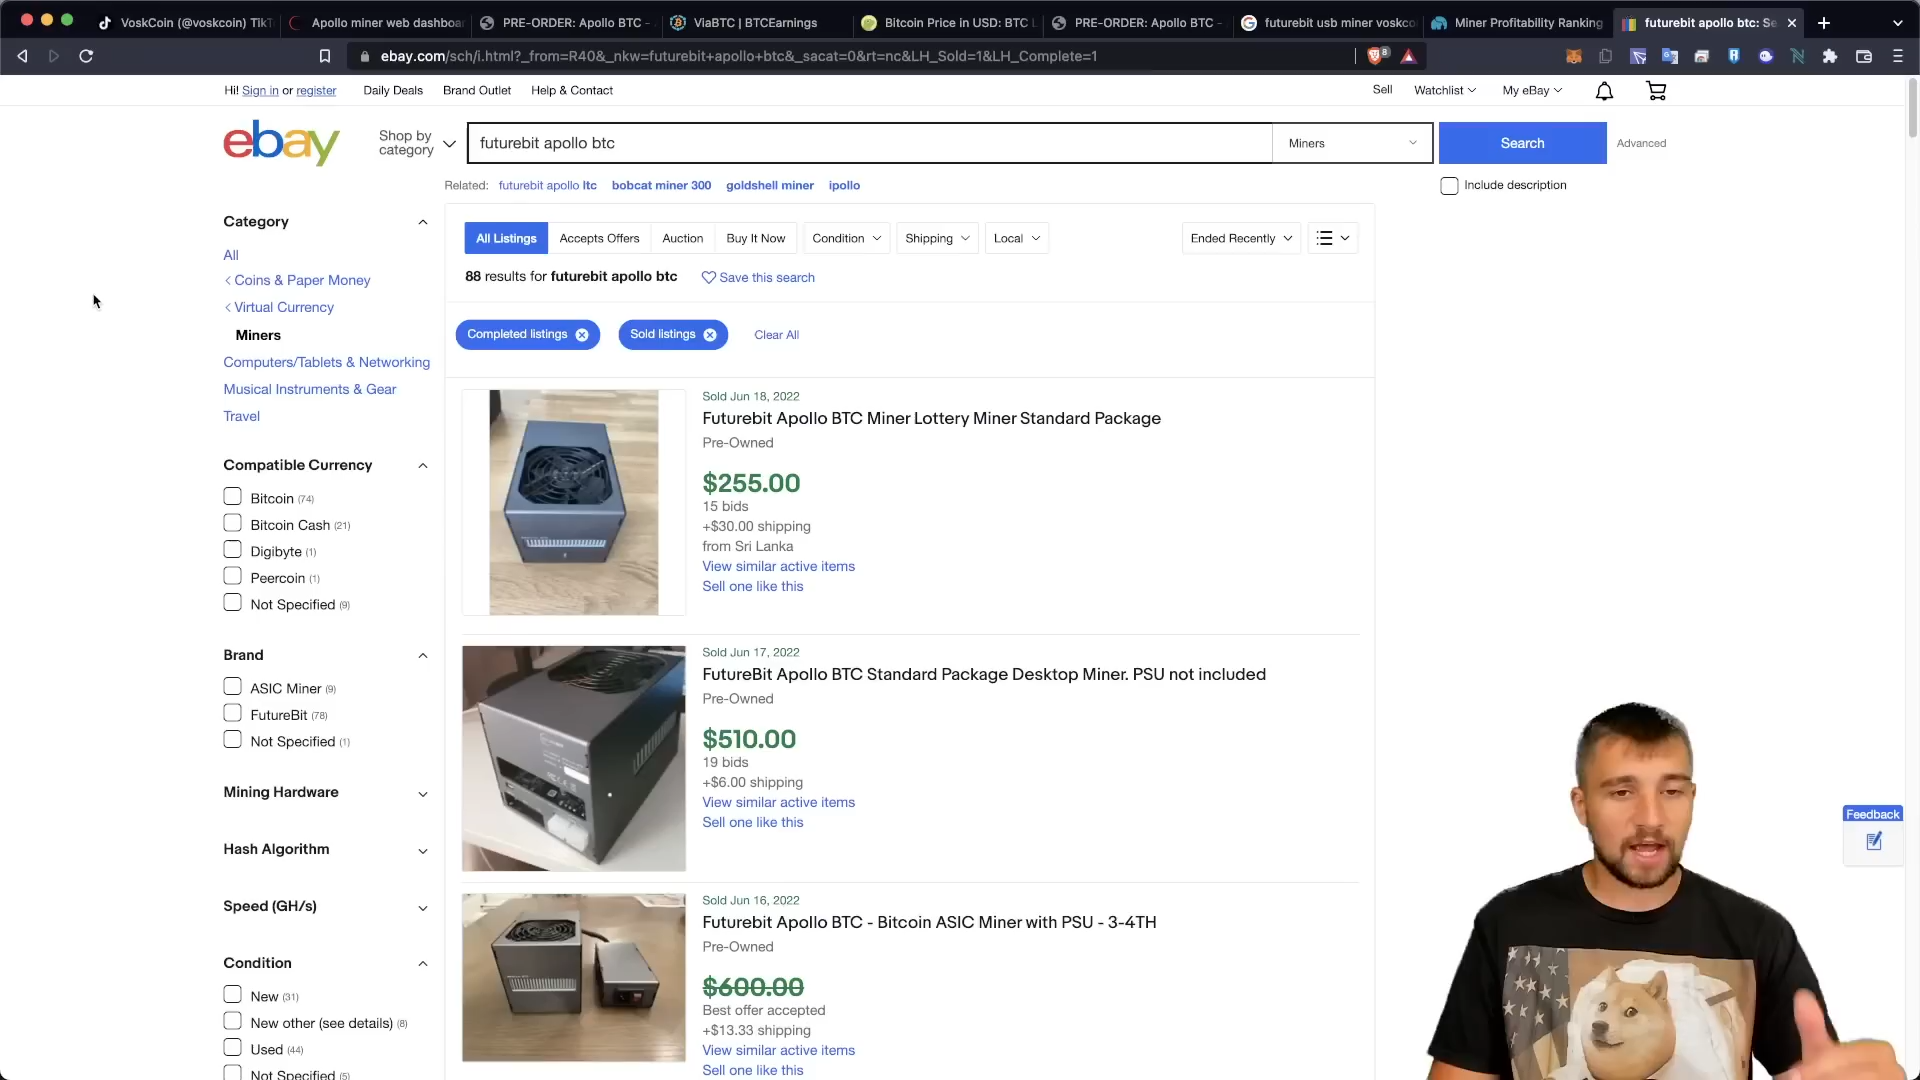 VoskCoin (@voskcoin) TikT
Apollo miner web dashboar
PRE-ORDER: Apollo BTC -
ViaBTC | BTCEarnings
Bitcoin Price in USD: BTC L
PRE-ORDER: Apollo BTC -
futurebit usb miner voskco
Miner Profitability Ranking
futurebit apollo btc: Se
ebay.com/sch/i.html?_from=R40&_nkw=futurebit+apollo+btc&_sacat=0&rt=nc&LH_Sold=1&LH_Complete=1
8
Hi! Sign in or register
Daily Deals
Brand Outlet
Help & Contact
Sell
Watchlist
My eBay
ebay
Shop by category
futurebit apollo btc
Miners
Search
Advanced
Related: futurebit apollo ltc bobcat miner 300 goldshell miner ipollo
Include description
Category
All
Coins & Paper Money
Virtual Currency
Miners
Computers/Tablets & Networking
Musical Instruments & Gear
Travel
Compatible Currency
Bitcoin (74)
Bitcoin Cash (21)
Digibyte (1)
Peercoin (1)
Not Specified (9)
Brand
ASIC Miner (9)
FutureBit (78)
Not Specified (1)
Mining Hardware
Hash Algorithm
Speed (GH/s)
Condition
New (31)
New other (see details) (8)
Used (44)
Not Specified (5)
All Listings
Accepts Offers
Auction
Buy It Now
Condition
Shipping
Local
Ended Recently
88 results for futurebit apollo btc
Save this search
Completed listings
Sold listings
Clear All
Sold Jun 18, 2022
Futurebit Apollo BTC Miner Lottery Miner Standard Package
Pre-Owned
$255.00
15 bids
+$30.00 shipping
from Sri Lanka
View similar active items
Sell one like this
Sold Jun 17, 2022
FutureBit Apollo BTC Standard Package Desktop Miner. PSU not included
Pre-Owned
$510.00
19 bids
+$6.00 shipping
View similar active items
Sell one like this
Sold Jun 16, 2022
Futurebit Apollo BTC - Bitcoin ASIC Miner with PSU - 3-4TH
Pre-Owned
$600.00
Best offer accepted
+$13.33 shipping
View similar active items
Sell one like this
Feedback